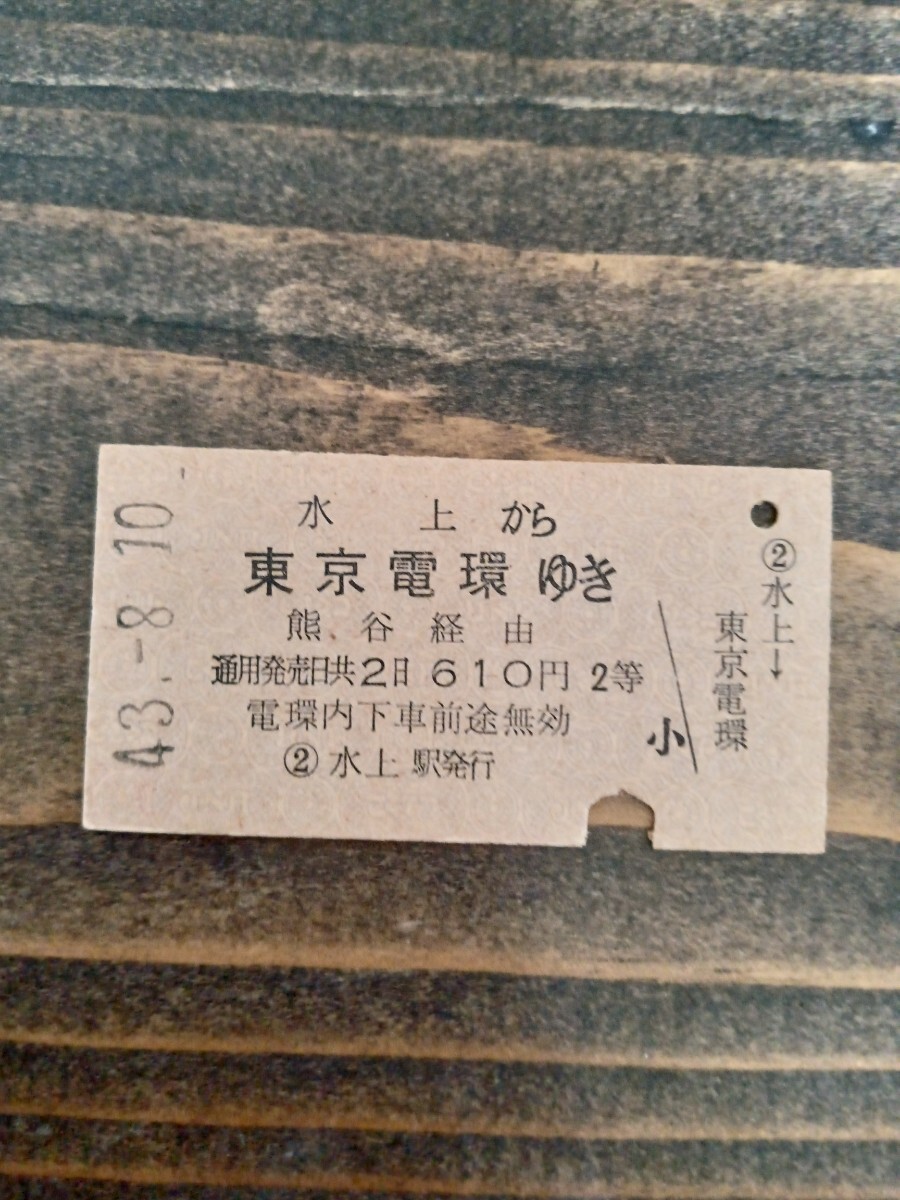 43.-8.10
水上から
東京電環ゆき
熊谷経由
通用発売日共2日 610円 2等
電環内下車前途無効
② 水上駅発行
小
②水上→
東京電環